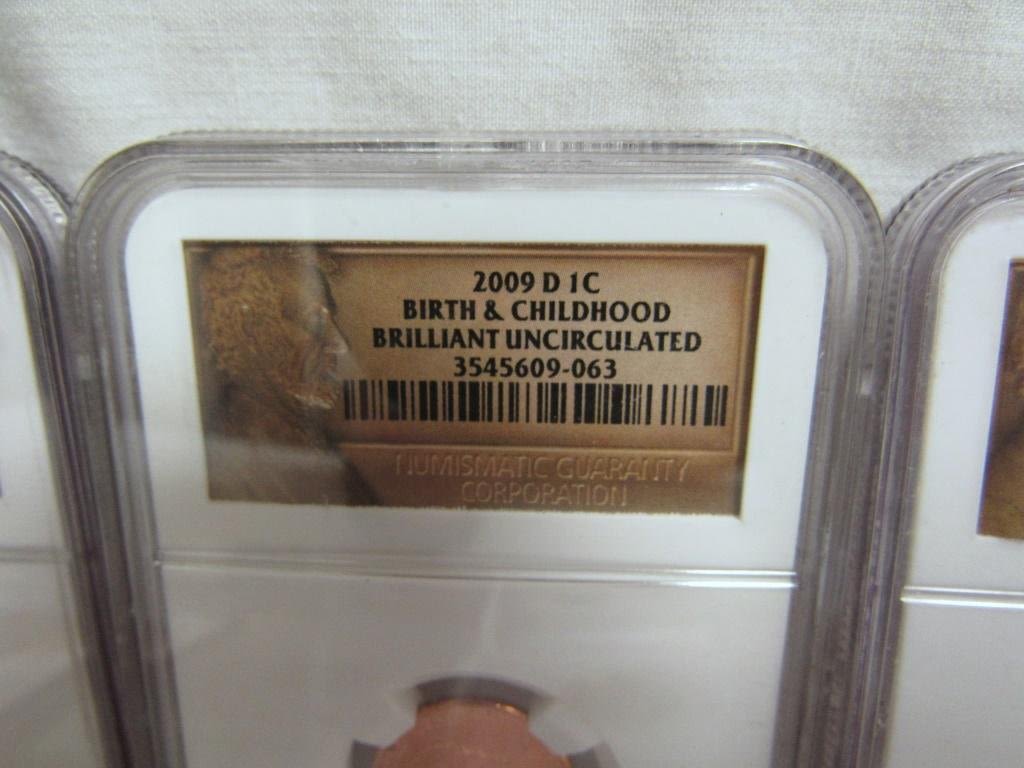 2009 D 1C
BIRTH & CHILDHOOD
BRILLIANT UNCIRCULATED
3545609-063
NUMISMATIC GUARANTY
CORPORATION